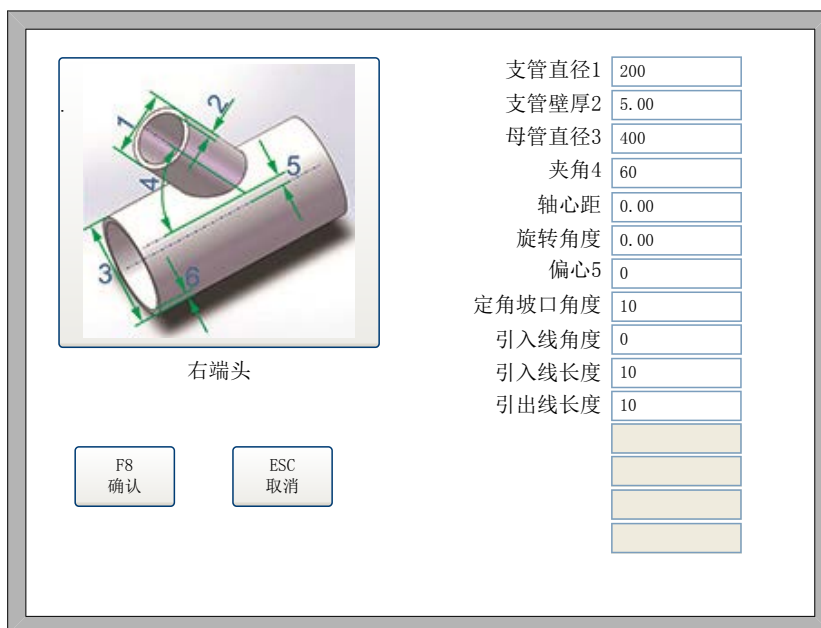 1
2
4
5
3
6
右端头
F8
确认
ESC
取消
支管直径1 200
支管壁厚2 5.00
母管直径3 400
夹角4 60
轴心距 0.00
旋转角度 0.00
偏心5 0
定角坡口角度 10
引入线角度 0
引入线长度 10
引出线长度 10